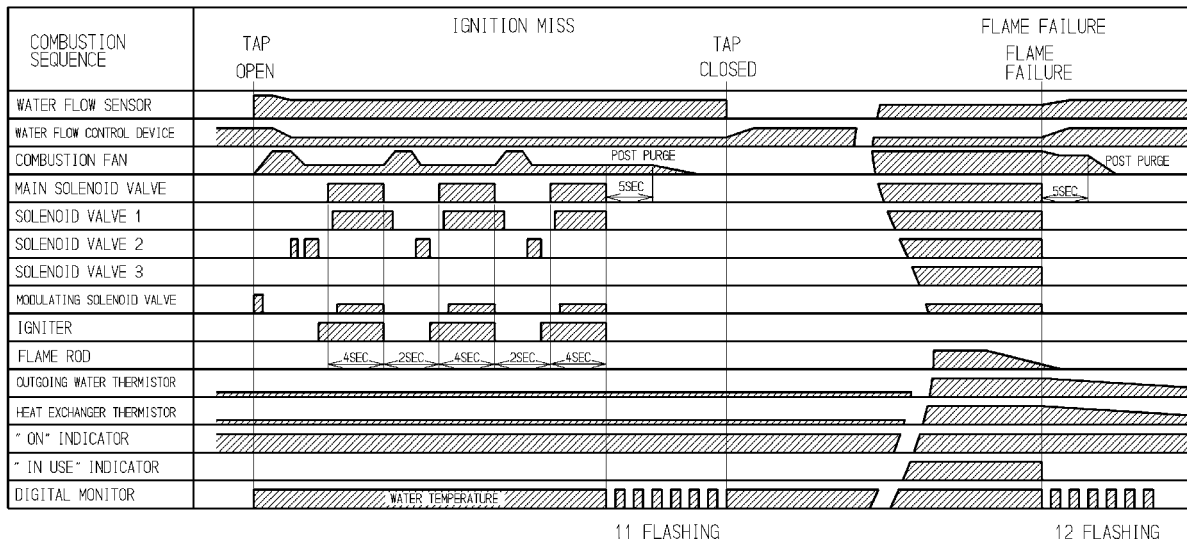 COMBUSTION
SEQUENCE
IGNITION MISS
FLAME FAILURE
TAP
OPEN
TAP
CLOSED
FLAME
FAILURE
WATER FLOW SENSOR
WATER FLOW CONTROL DEVICE
COMBUSTION FAN
POST PURGE
POST PURGE
MAIN SOLENOID VALVE
5SEC
5SEC
SOLENOID VALVE 1
SOLENOID VALVE 2
SOLENOID VALVE 3
MODULATING SOLENOID VALVE
IGNITER
FLAME ROD
4SEC
2SEC
4SEC
2SEC
4SEC
OUTGOING WATER THERMISTOR
HEAT EXCHANGER THERMISTOR
" ON" INDICATOR
" IN USE" INDICATOR
DIGITAL MONITOR
WATER TEMPERATURE
11 FLASHING
12 FLASHING